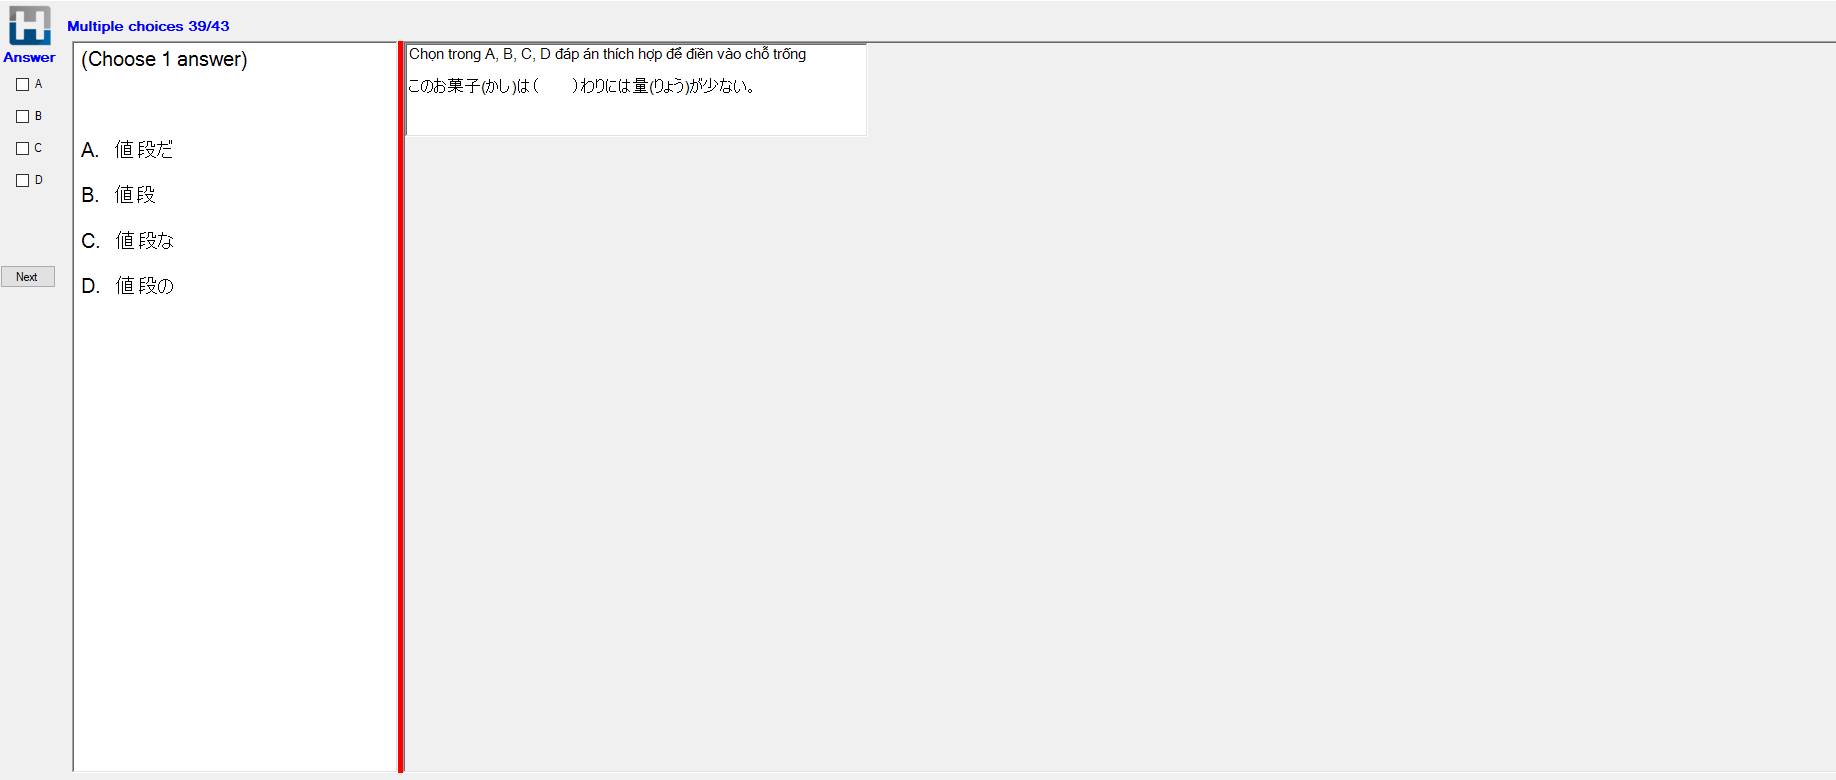 Multiple choices 39/43
Answer
A
B
C
D
Next
(Choose 1 answer)
A. 値段だ
B. 値段
C. 値段な
D. 値段の
Chọn trong A, B, C, D đáp án thích hợp để điền vào chỗ trống
このお菓子(かし)は(　　)わりには量(りょう)が少ない。